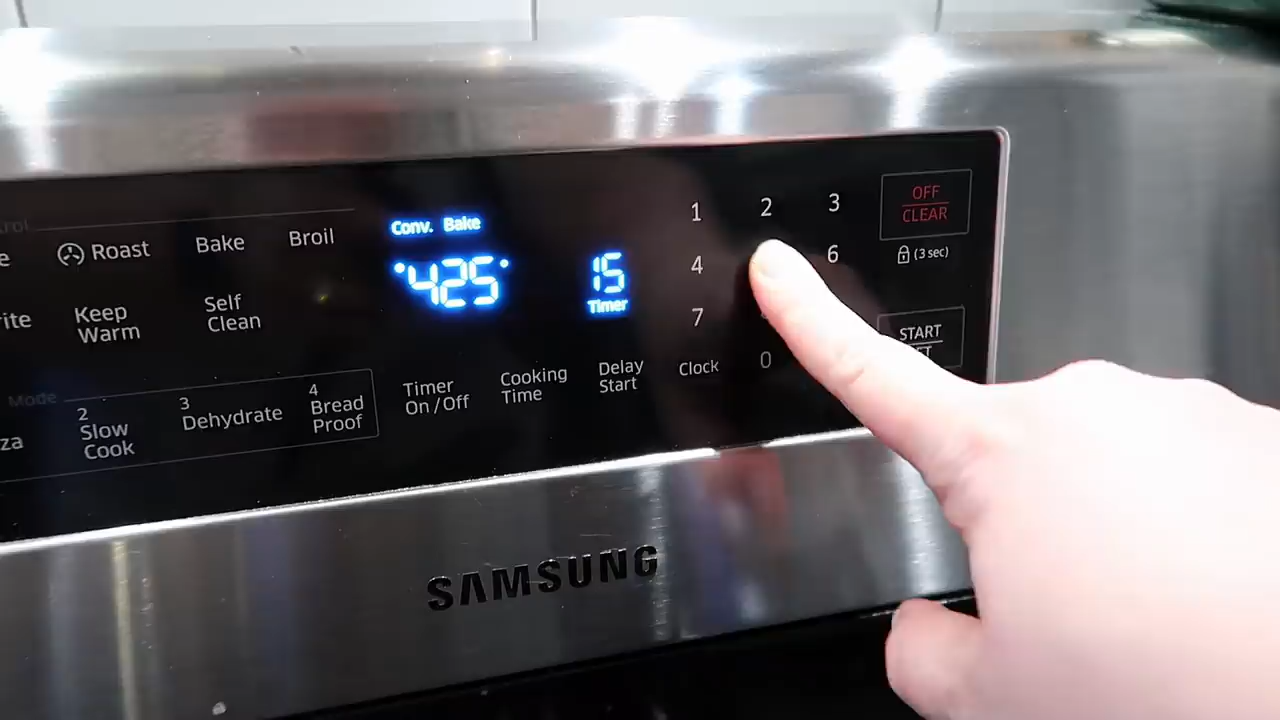 Roast
Bake
Broil
Keep
Warm
Self
Clean
Mode
2
Slow
Cook
3
Dehydrate
4
Bread
Proof
Conv. Bake
425
15
Timer
Timer
On / Off
Cooking
Time
Delay
Start
1 2 3
4 6
7
Clock 0
OFF
CLEAR
(3 sec)
START
SAMSUNG